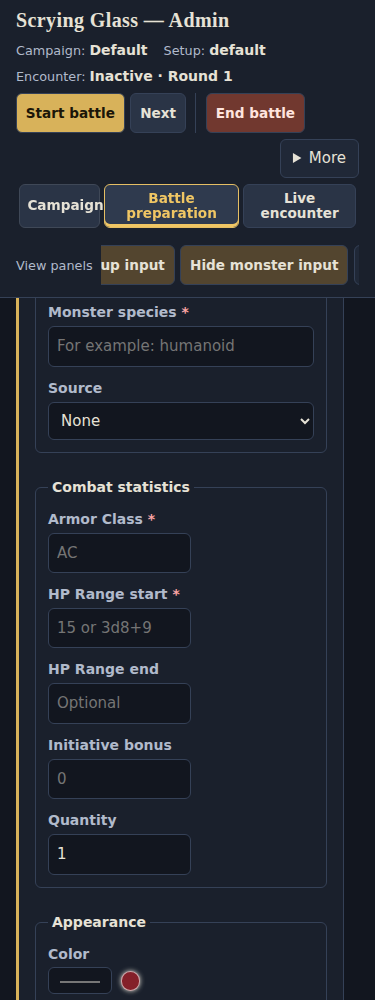 Scrying Glass — Admin
Campaign: Default Setup: default
Encounter: Inactive · Round 1
Start battle Next End battle
▶ More
Campaign Battle preparation Live encounter
View panels up input Hide monster input
Monster species *
For example: humanoid
Source
None
Combat statistics
Armor Class *
AC
HP Range start *
15 or 3d8+9
HP Range end
Optional
Initiative bonus
0
Quantity
1
Appearance
Color